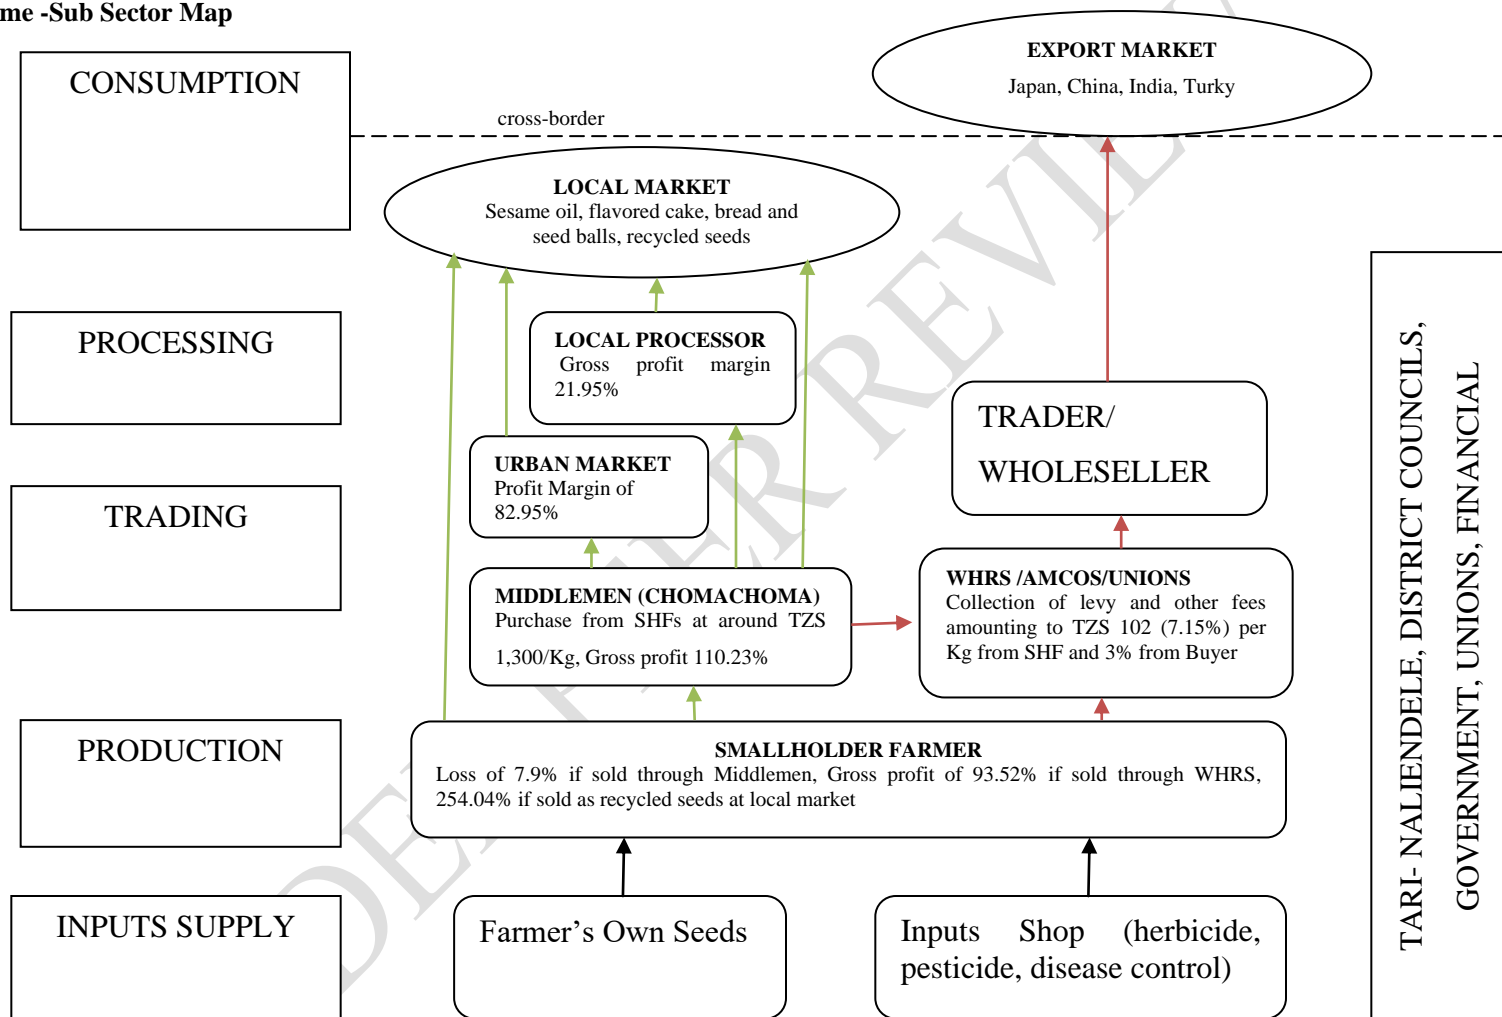 me -Sub Sector Map
CONSUMPTION
EXPORT MARKET
Japan, China, India, Turky
cross-border
LOCAL MARKET
Sesame oil, flavored cake, bread and
seed balls, recycled seeds
PROCESSING
LOCAL PROCESSOR
Gross profit margin
21.95%
TRADER/
WHOLESELLER
URBAN MARKET
Profit Margin of
82.95%
TRADING
MIDDLEMEN (CHOMACHOMA)
Purchase from SHFs at around TZS
1,300/Kg, Gross profit 110.23%
WHRS /AMCOS/UNIONS
Collection of levy and other fees
amounting to TZS 102 (7.15%) per
Kg from SHF and 3% from Buyer
PRODUCTION
SMALLHOLDER FARMER
Loss of 7.9% if sold through Middlemen, Gross profit of 93.52% if sold through WHRS,
254.04% if sold as recycled seeds at local market
INPUTS SUPPLY
Farmer’s Own Seeds
Inputs Shop (herbicide,
pesticide, disease control)
TARI- NALIENDELE, DISTRICT COUNCILS,
GOVERNMENT, UNIONS, FINANCIAL